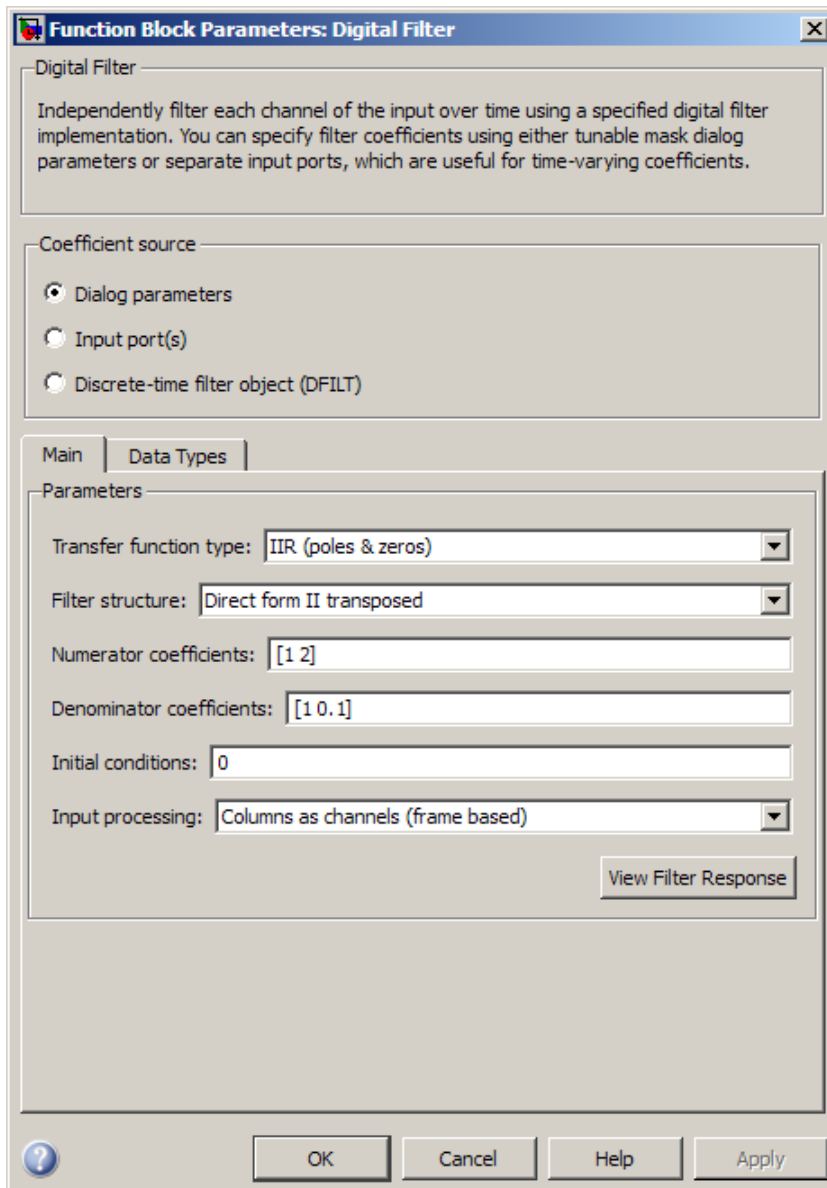 Function Block Parameters: Digital Filter
Digital Filter
Independently filter each channel of the input over time using a specified digital filter
implementation. You can specify filter coefficients using either tunable mask dialog
parameters or separate input ports, which are useful for time-varying coefficients.
Coefficient source
Dialog parameters
Input port(s)
Discrete-time filter object (DFILT)
Main Data Types
Parameters
Transfer function type: IIR (poles & zeros)
Filter structure: Direct form II transposed
Numerator coefficients: [1 2]
Denominator coefficients: [1 0.1]
Initial conditions: 0
Input processing: Columns as channels (frame based)
View Filter Response
? OK Cancel Help Apply